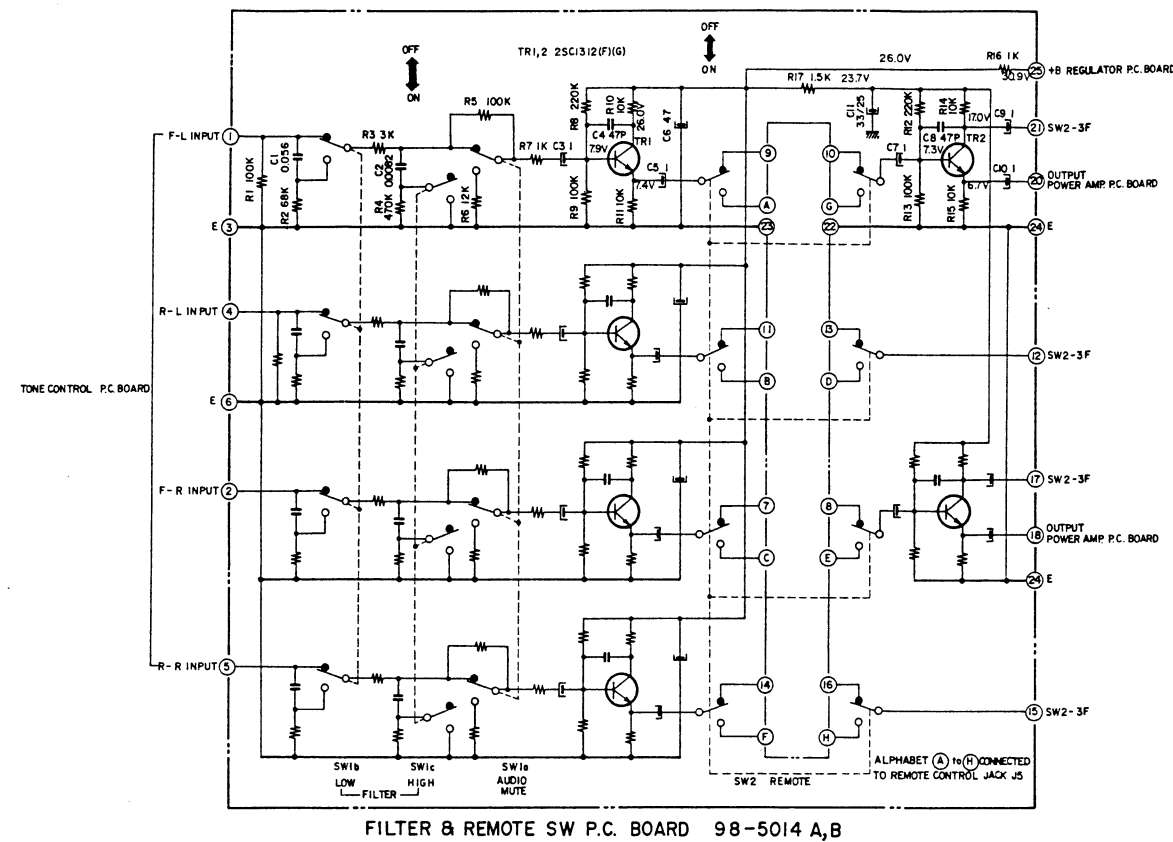 OFF
ON
TR1,2 2SC1312(F)(G)
OFF
ON
26.0V
R16 1K
R17 1.5K
23.7V
30.9V
25
+B REGULATOR P.C. BOARD
R5 100K
R8 220K
R10 10K
26.0V
C6 47
C11 33/25
R12 220K
R14 10K
17.0V
C9 1
21
SW2-3F
F-L INPUT
1
R3 3K
C4 47P
TR1
C8 47P
TR2
C1 0.056
C2 0.0082
R7 1K
C3 1
7.9V
C5 1
7.4V
9
10
C7 1
7.3V
C10 1
6.7V
20
OUTPUT
POWER AMP. P.C. BOARD
R1 100K
R2 68K
R4 470K
R6 12K
R9 100K
R11 10K
A
G
R13 100K
R15 10K
E
3
23
22
24
E
R-L INPUT
4
11
13
12
SW2-3F
B
D
TONE CONTROL P.C. BOARD
E
6
F-R INPUT
2
7
8
17
SW2-3F
C
E
18
OUTPUT
POWER AMP. P.C. BOARD
24
E
R-R INPUT
5
14
16
15
SW2-3F
F
H
SW1b
LOW
SW1c
HIGH
FILTER
SW1a
AUDIO
MUTE
SW2 REMOTE
ALPHABET A to H CONNECTED
TO REMOTE CONTROL JACK J5
FILTER & REMOTE SW P.C. BOARD 98-5014 A,B